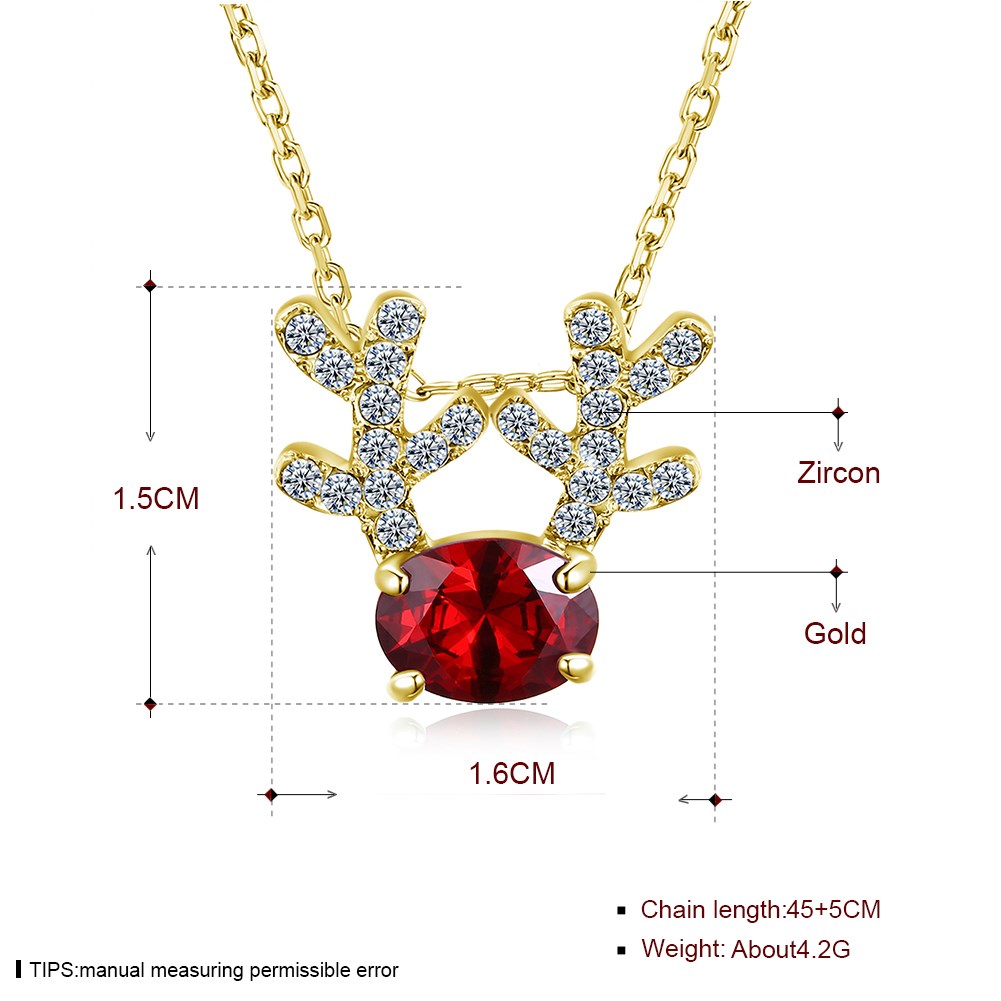 Zircon
1.5CM
Gold
1.6CM
Chain length:45+5CM
Weight: About4.2G
TIPS:manual measuring permissible error